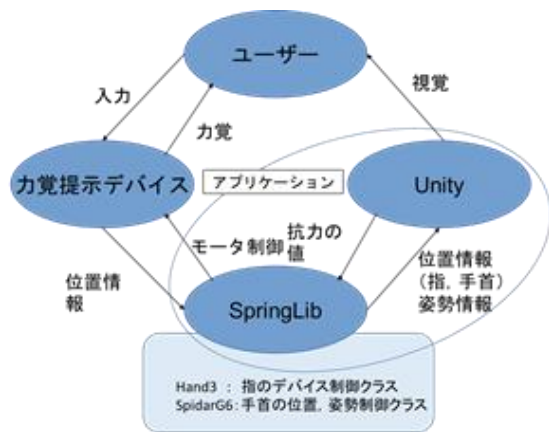 ユーザー
入力
力覚
視覚
力覚提示デバイス
アプリケーション
Unity
位置情
報
モータ制御
抗力の
値
位置情報
（指，手首）
姿勢情報
SpringLib
Hand3 ： 指のデバイス制御クラス
SpidarG6：手首の位置，姿勢制御クラス